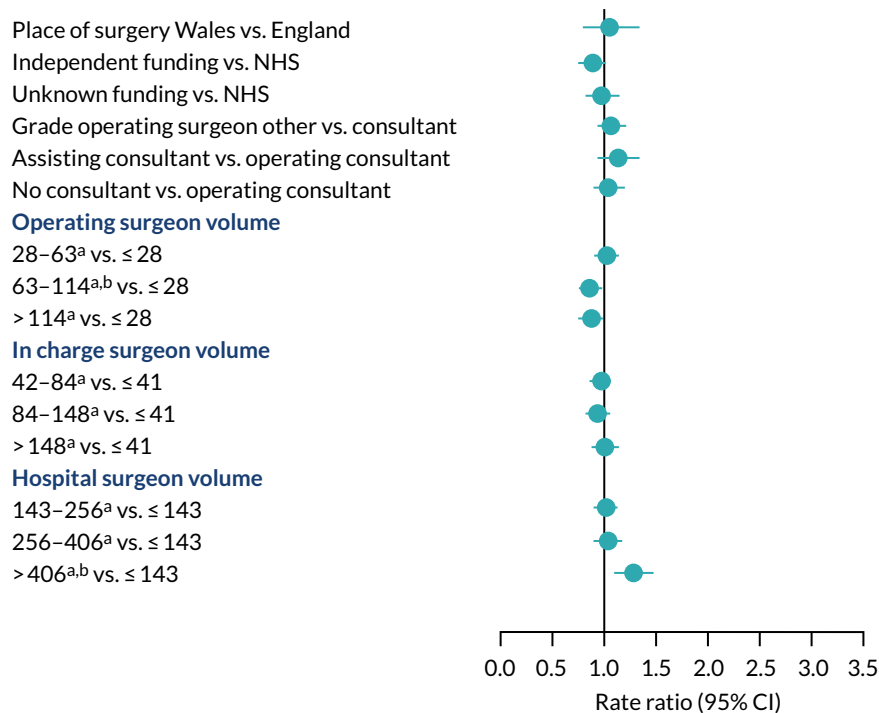 Place of surgery Wales vs. England
Independent funding vs. NHS
Unknown funding vs. NHS
Grade operating surgeon other vs. consultant
Assisting consultant vs. operating consultant
No consultant vs. operating consultant
Operating surgeon volume
28–63ᵃ vs. ≤ 28
63–114ᵃ,ᵇ vs. ≤ 28
> 114ᵃ vs. ≤ 28
In charge surgeon volume
42–84ᵃ vs. ≤ 41
84–148ᵃ vs. ≤ 41
> 148ᵃ vs. ≤ 41
Hospital surgeon volume
143–256ᵃ vs. ≤ 143
256–406ᵃ vs. ≤ 143
> 406ᵃ,ᵇ vs. ≤ 143
0.0 0.5 1.0 1.5 2.0 2.5 3.0 3.5
Rate ratio (95% CI)